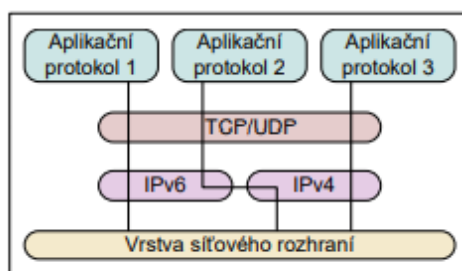 Aplikační
protokol 1
Aplikační
protokol 2
Aplikační
protokol 3
TCP/UDP
IPv6
IPv4
Vrstva síťového rozhraní